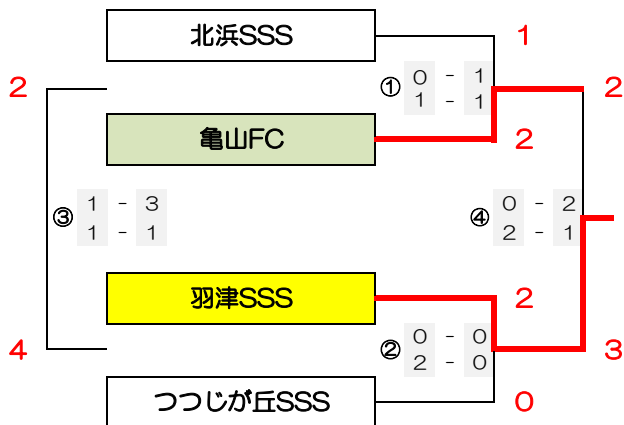 北浜SSS 1
① 0 - 1
1 - 1
2 2
亀山FC 2
③ 1 - 3
1 - 1
④ 0 - 2
2 - 1
羽津SSS 2
② 0 - 0
2 - 0
4 3
つつじが丘SSS 0